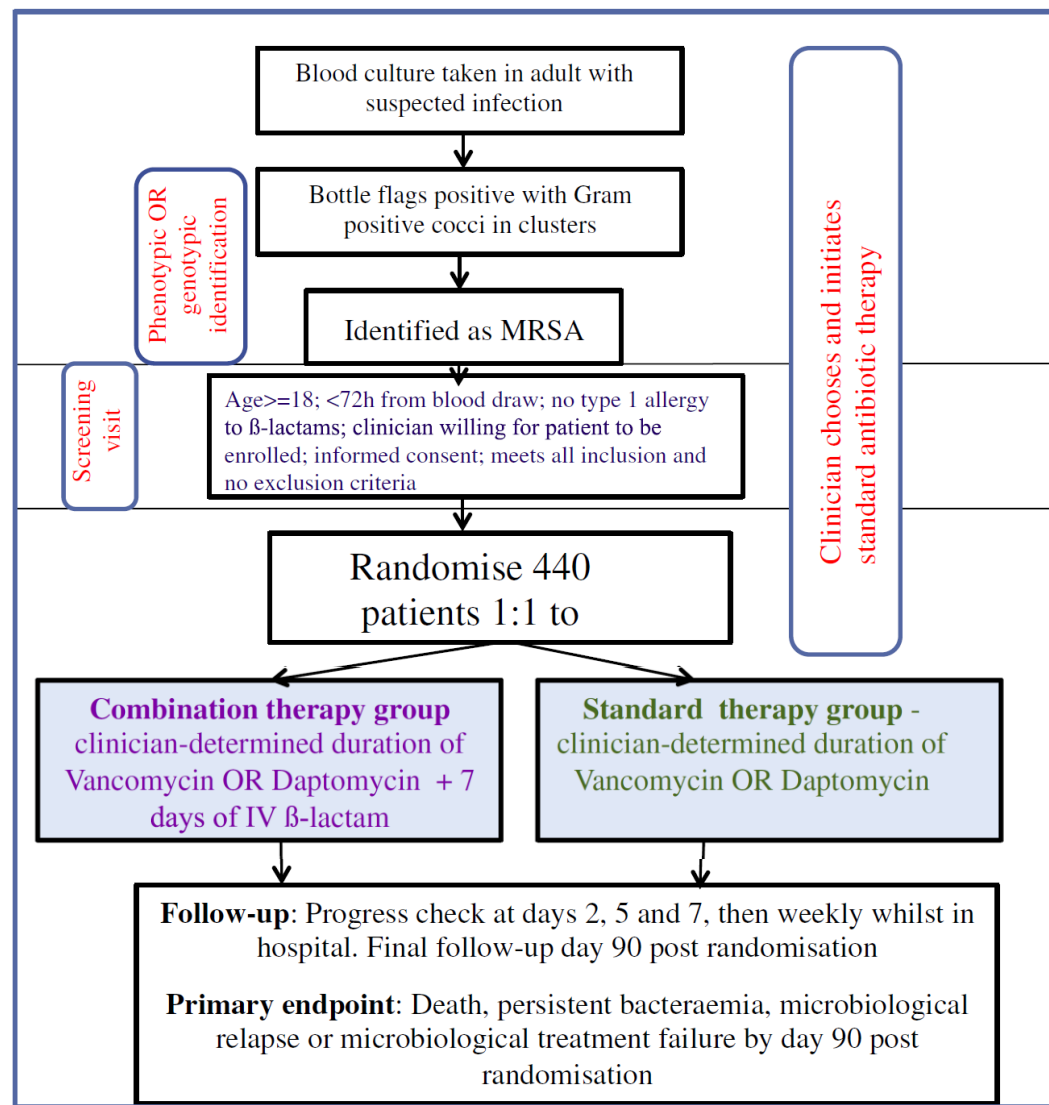 Blood culture taken in adult with
suspected infection
Bottle flags positive with Gram
positive cocci in clusters
Phenotypic OR
genotypic
identification
Identified as MRSA
Screening
visit
Age>=18; <72h from blood draw; no type 1 allergy
to ß-lactams; clinician willing for patient to be
enrolled; informed consent; meets all inclusion and
no exclusion criteria
Clinician chooses and initiates
standard antibiotic therapy
Randomise 440
patients 1:1 to
Combination therapy group
clinician-determined duration of
Vancomycin OR Daptomycin + 7
days of IV ß-lactam
Standard therapy group -
clinician-determined duration of
Vancomycin OR Daptomycin
Follow-up: Progress check at days 2, 5 and 7, then weekly whilst in
hospital. Final follow-up day 90 post randomisation
Primary endpoint: Death, persistent bacteraemia, microbiological
relapse or microbiological treatment failure by day 90 post
randomisation